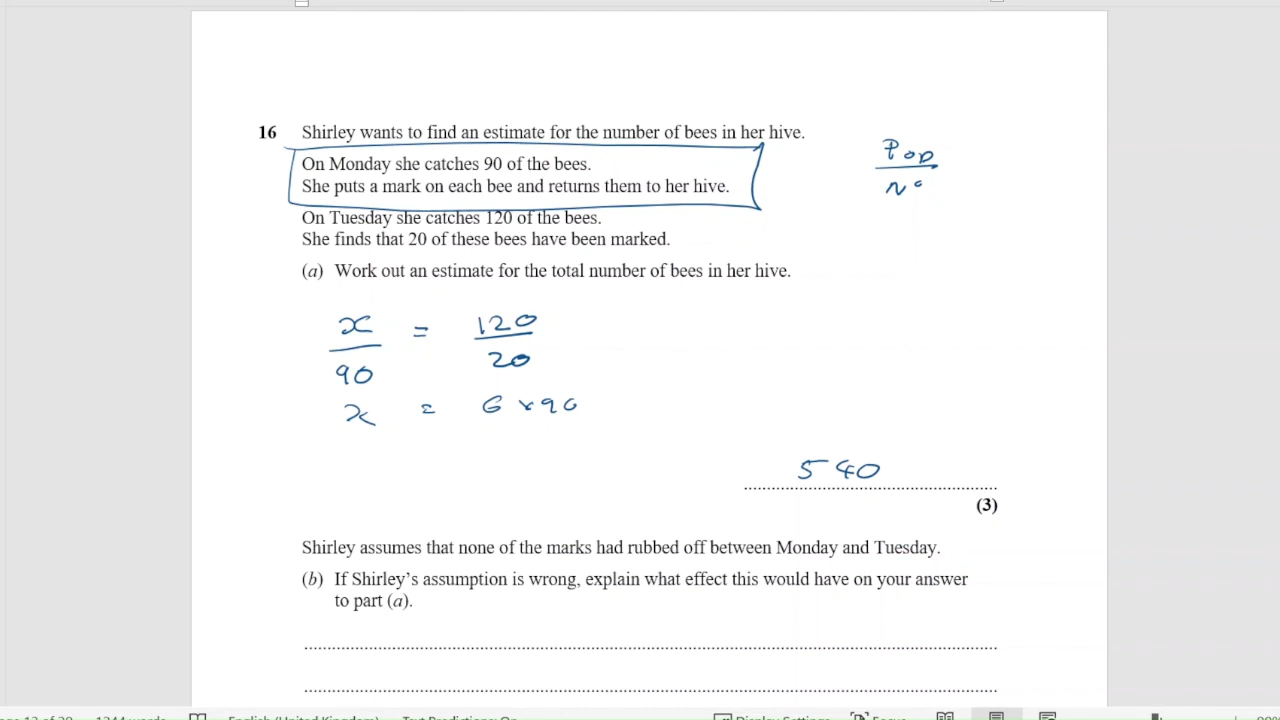 16 Shirley wants to find an estimate for the number of bees in her hive.
On Monday she catches 90 of the bees.
She puts a mark on each bee and returns them to her hive.
Pop
No
On Tuesday she catches 120 of the bees.
She finds that 20 of these bees have been marked.
(a) Work out an estimate for the total number of bees in her hive.
x/90 = 120/20
x = 6 x 90
540
(3)
Shirley assumes that none of the marks had rubbed off between Monday and Tuesday.
(b) If Shirley's assumption is wrong, explain what effect this would have on your answer
to part (a).